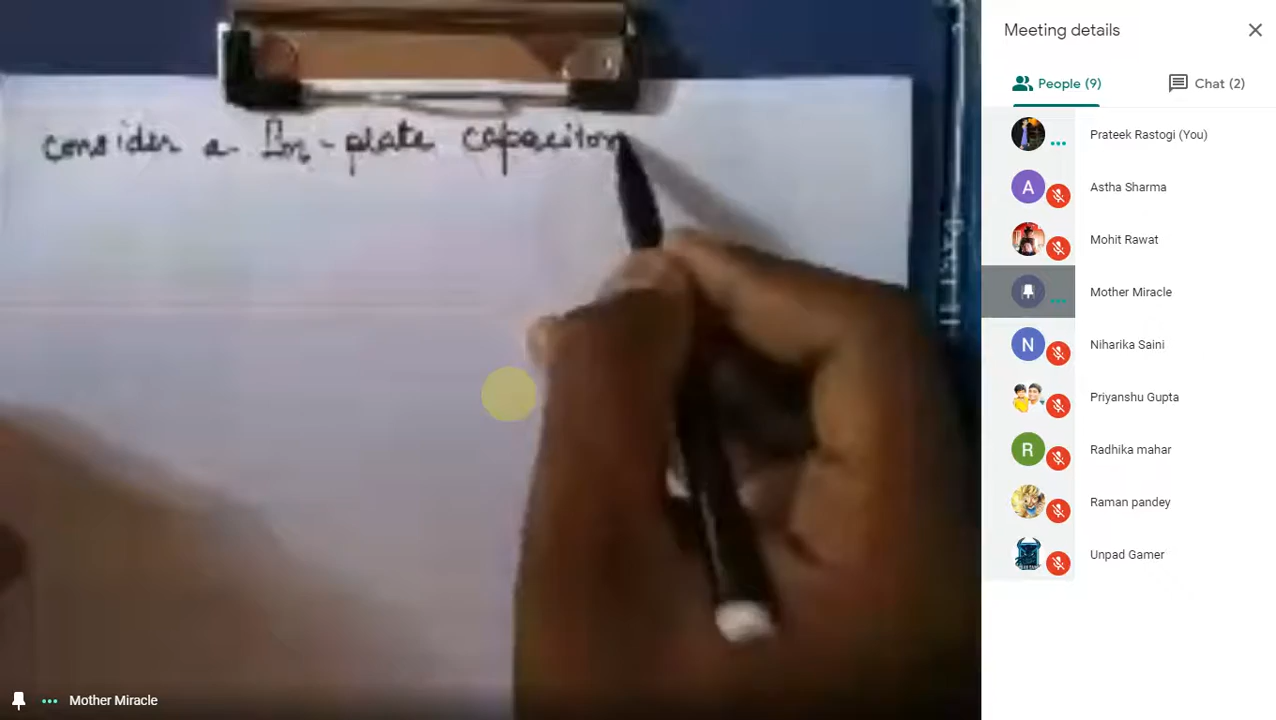 consider a - plate capacitor
Meeting details
People (9)
Chat (2)
Prateek Rastogi (You)
A
Astha Sharma
Mohit Rawat
Mother Miracle
N
Niharika Saini
Priyanshu Gupta
R
Radhika mahar
Raman pandey
Unpad Gamer
Mother Miracle